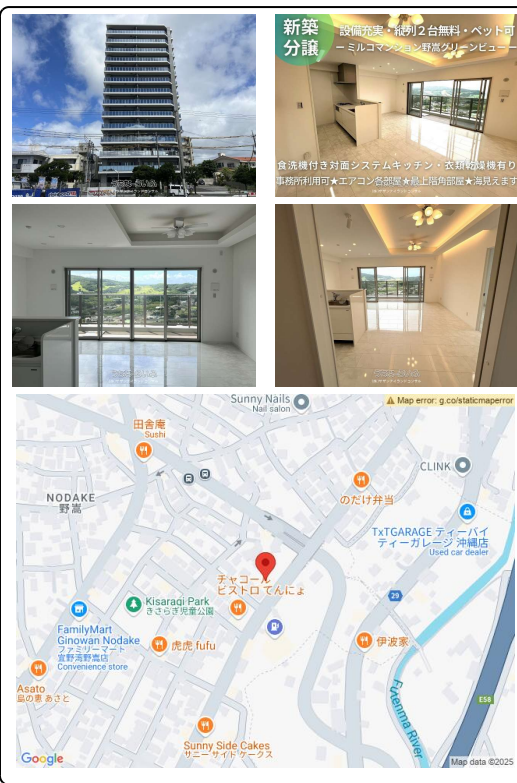 新築
分譲
設備充実・縦列2台無料・ペット可
ーミルコマンション野嵩グリーンビューー
食洗機付き対面システムキッチン・衣類乾燥機有り
事務所利用可★エアコン各部屋★最上階角部屋★海見えます
Sunny Nails
Nail salon
Map error: g.co/staticmaperror
田舎庵
Sushi
CLINK
NODAKE
野嵩
のだけ弁当
TxTGARAGE ティーバイ
ティーガレージ 沖縄店
Used car dealer
チャコール
ビストロ てんにょ
29
Kisaragi Park
きさらぎ児童公園
FamilyMart
Ginowan Nodake
ファミリーマート
宜野湾野嵩店
Convenience store
虎虎 fufu
伊波家
Asato
島の恵 あさと
Futenma River
E58
Sunny Side Cakes
サニー サイド ケークス
Google
Map data ©2025